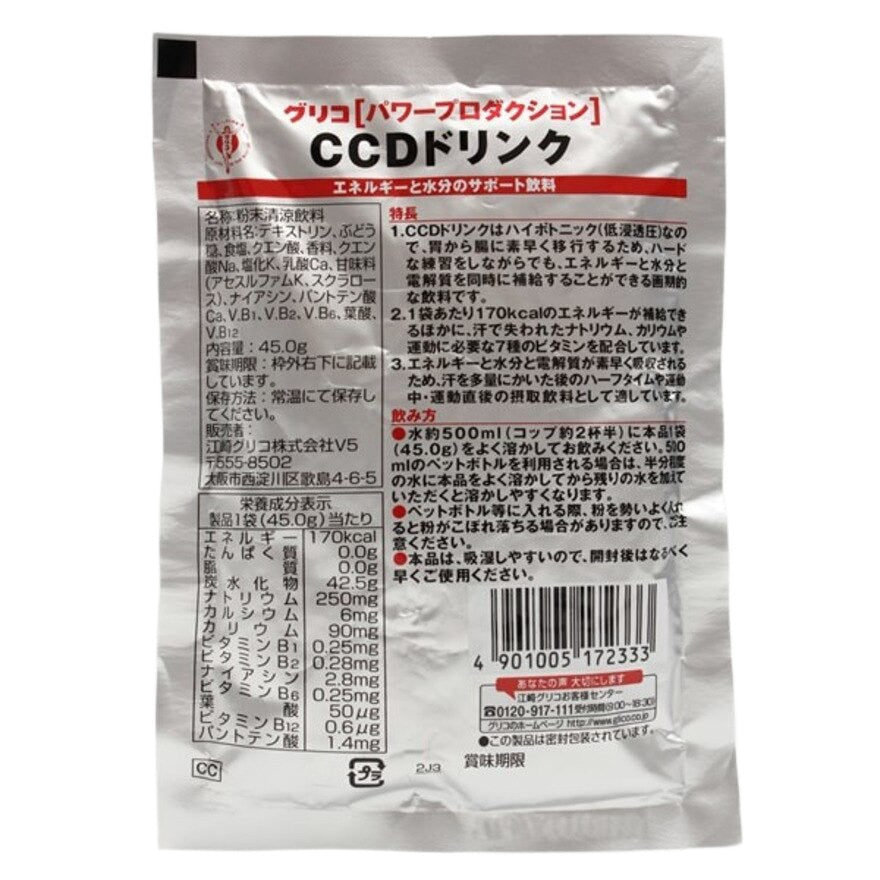 グリコ[パワープロダクション]
CCDドリンク
エネルギーと水分のサポート飲料
名称:粉末清涼飲料
原材料名:デキストリン、ぶどう
糖、食塩、クエン酸、香料、クエン
酸Na、塩化K、乳酸Ca、甘味料
(アセスルファムK、スクラロー
ス)、ナイアシン、パントテン酸
Ca、V.B1、V.B2、V.B6、葉酸、
V.B12
内容量:45.0g
賞味期限:枠外右下に記載
しています。
保存方法:常温にて保存し
てください。
販売者:
江崎グリコ株式会社V5
〒555-8502
大阪市西淀川区歌島4-6-5
栄養成分表示
製品1袋(45.0g)当たり
エネルギー 170kcal
たんぱく質 0.0g
脂質 0.0g
炭水化物 42.5g
ナトリウム 250mg
カルシウム 6mg
カリウム 90mg
ビタミンB1 0.25mg
ビタミンB2 0.28mg
ナイアシン 2.8mg
ビタミンB6 0.25mg
葉酸 50μg
ビタミンB12 0.6μg
パントテン酸 1.4mg
CC
特長
1.CCDドリンクはハイポトニック(低浸透圧)なの
で、胃から腸に素早く移行するため、ハード
な練習をしながらでも、エネルギーと水分と
電解質を同時に補給することができる画期的
な飲料です。
2.1袋あたり170kcalのエネルギーが補給でき
るほかに、汗で失われたナトリウム、カリウムや
運動に必要な7種のビタミンを配合しています。
3.エネルギーと水分と電解質が素早く吸収される
ため、汗を多量にかいた後のハーフタイムや運動
中・運動直後の摂取飲料として適しています。
飲み方
●水約500ml(コップ約2杯半)に本品1袋
(45.0g)をよく溶かしてお飲みください。500
mlのペットボトルを利用される場合は、半分程度
の水に本品をよく溶かしてから残りの水を加えて
いただくと溶かしやすくなります。
●ペットボトル等に入れる際、粉を勢いよく入れ
ると粉がこぼれ落ちる場合がありますので、ご注
意ください。
●本品は、吸湿しやすいので、開封後はなるべく
早くご使用ください。
4 901005 172333
あなたの声 大切にします
江崎グリコお客様センター
0120-917-111 受付時間(9:00〜16:30)
グリコのホームページ http://www.glico.co.jp
●この製品は密封包装されています。
プラ
2J3
賞味期限